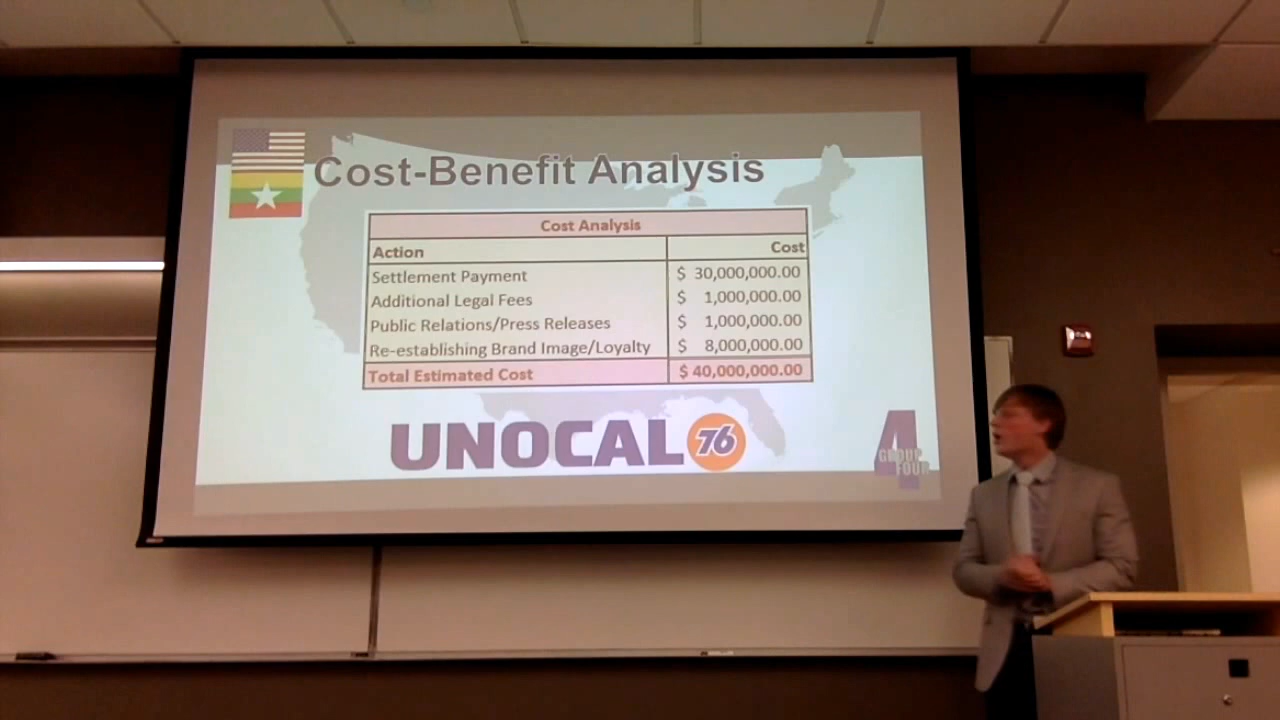 Cost-Benefit Analysis
Cost Analysis
Action Cost
Settlement Payment $ 30,000,000.00
Additional Legal Fees $ 1,000,000.00
Public Relations/Press Releases $ 1,000,000.00
Re-establishing Brand Image/Loyalty $ 8,000,000.00
Total Estimated Cost $ 40,000,000.00
UNOCAL 76
4
GROUP
FOUR